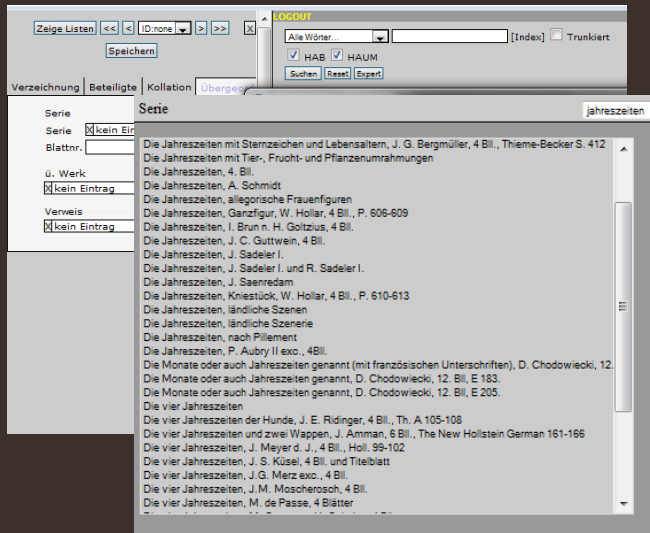 LOGOUT
Zeige Listen << < ID:none > >> X
Speichern
Alle Wörter... [Index] Trunkiert
HAB HAUM
Suchen Reset Expert
Verzeichnung Beteiligte Kollation
Serie
Serie X kein Ein
Blattnr.
ü. Werk
X kein Eintrag
Verweis
X kein Eintrag
Serie jahreszeiten
Die Jahreszeiten mit Sternzeichen und Lebensaltern, J. G. Bergmüller, 4 Bll., Thieme-Becker S. 412
Die Jahreszeiten mit Tier-, Frucht- und Pflanzenumrahmungen
Die Jahreszeiten, 4. Bll.
Die Jahreszeiten, A. Schmidt
Die Jahreszeiten, allegorische Frauenfiguren
Die Jahreszeiten, Ganzfigur, W. Hollar, 4 Bll., P. 606-609
Die Jahreszeiten, I. Brun n. H. Goltzius, 4 Bll.
Die Jahreszeiten, J. C. Guttwein, 4 Bll.
Die Jahreszeiten, J. Sadeler I.
Die Jahreszeiten, J. Sadeler I. und R. Sadeler I.
Die Jahreszeiten, J. Saenredam
Die Jahreszeiten, Kniestück, W. Hollar, 4 Bll., P. 610-613
Die Jahreszeiten, ländliche Szenen
Die Jahreszeiten, ländliche Szenerie
Die Jahreszeiten, nach Pillement
Die Jahreszeiten, P. Aubry II exc., 4Bll.
Die Monate oder auch Jahreszeiten genannt (mit französischen Unterschriften), D. Chodowiecki, 12.
Die Monate oder auch Jahreszeiten genannt, D. Chodowiecki, 12. Bll, E 183.
Die Monate oder auch Jahreszeiten genannt, D. Chodowiecki, 12. Bll, E 205.
Die vier Jahreszeiten
Die vier Jahreszeiten der Hunde, J. E. Ridinger, 4 Bll., Th. A 105-108
Die vier Jahreszeiten und zwei Wappen, J. Amman, 6 Bll., The New Hollstein German 161-166
Die vier Jahreszeiten, J. Meyer d. J., 4 Bll., Holl. 99-102
Die vier Jahreszeiten, J. S. Küsel, 4 Bll. und Titelblatt
Die vier Jahreszeiten, J.G. Merz exc., 4 Bll.
Die vier Jahreszeiten, J.M. Moscherosch, 4 Bll.
Die vier Jahreszeiten, M. de Passe, 4 Blätter